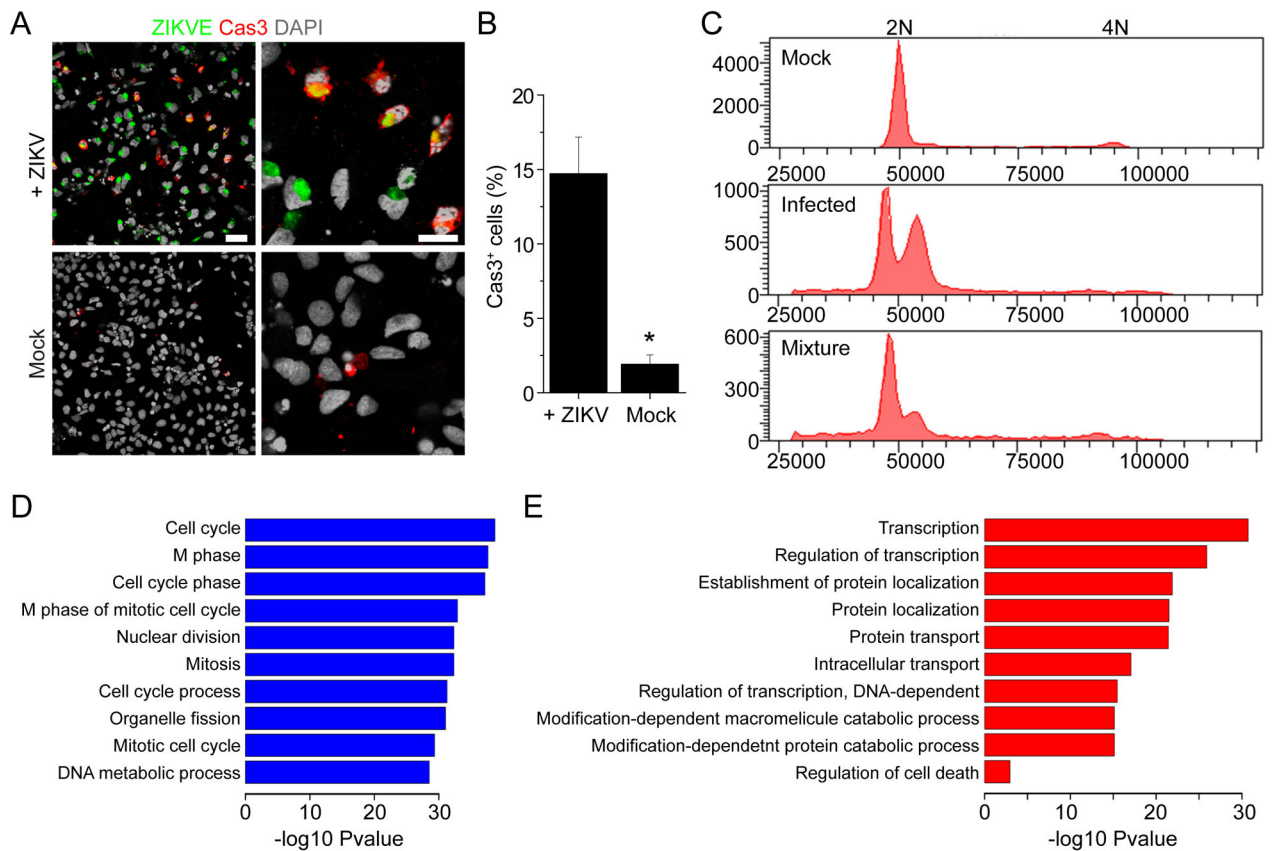 A
ZIKVE Cas3 DAPI
+ ZIKV
Mock
B
20
15
10
5
0
Cas3⁺ cells (%)
*
+ ZIKV Mock
C
2N 4N
Mock
4000
2000
0
25000 50000 75000 100000
Infected
1000
500
0
25000 50000 75000 100000
Mixture
600
300
0
25000 50000 75000 100000
D
Cell cycle
M phase
Cell cycle phase
M phase of mitotic cell cycle
Nuclear division
Mitosis
Cell cycle process
Organelle fission
Mitotic cell cycle
DNA metabolic process
0 10 20 30
-log10 Pvalue
E
Transcription
Regulation of transcription
Establishment of protein localization
Protein localization
Protein transport
Intracellular transport
Regulation of transcription, DNA-dependent
Modification-dependent macromelicule catabolic process
Modification-dependetnt protein catabolic process
Regulation of cell death
0 10 20 30
-log10 Pvalue